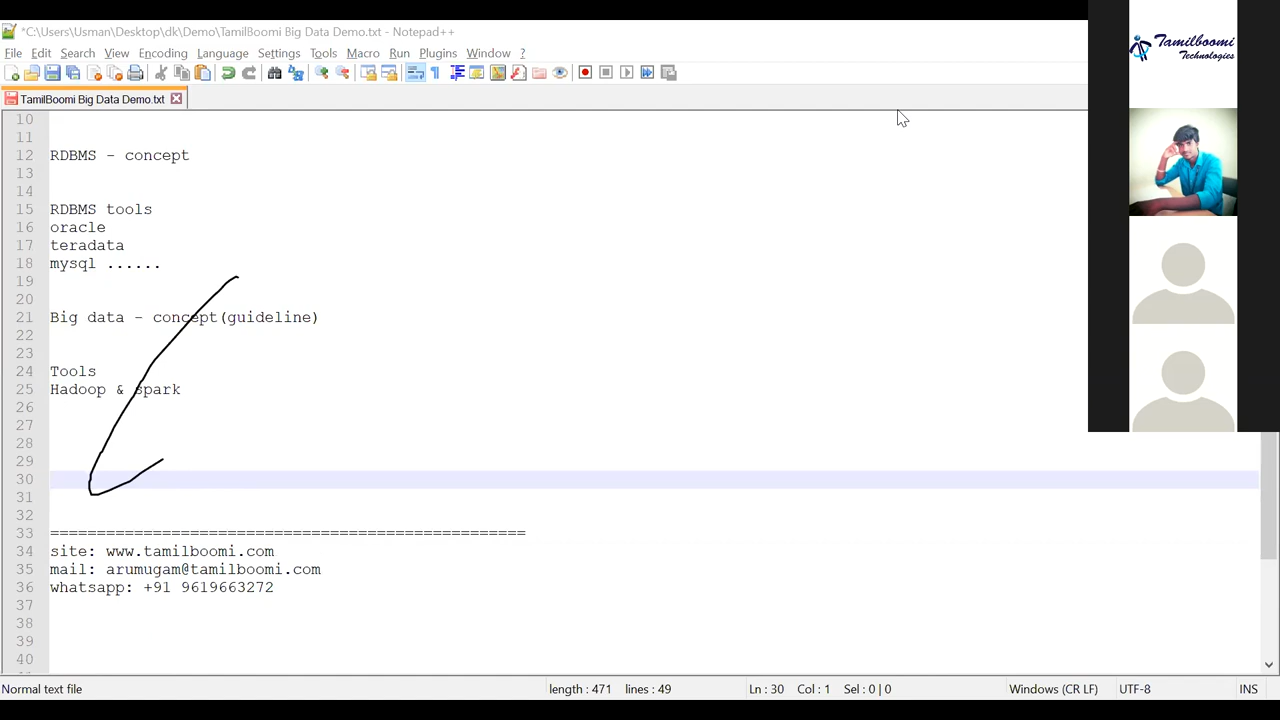 *C:\Users\Usman\Desktop\dk\Demo\TamilBoomi Big Data Demo.txt - Notepad++
File Edit Search View Encoding Language Settings Tools Macro Run Plugins Window ?
TamilBoomi Big Data Demo.txt
10
11
12 RDBMS - concept
13
14
15 RDBMS tools
16 oracle
17 teradata
18 mysql ......
19
20
21 Big data - concept(guideline)
22
23
24 Tools
25 Hadoop & spark
26
27
28
29
30
31
32
33 ===================================================
34 site: www.tamilboomi.com
35 mail: arumugam@tamilboomi.com
36 whatsapp: +91 9619663272
37
38
39
40
Normal text file length : 471 lines : 49 Ln : 30 Col : 1 Sel : 0 | 0 Windows (CR LF) UTF-8 INS
Tamilboomi
Technologies